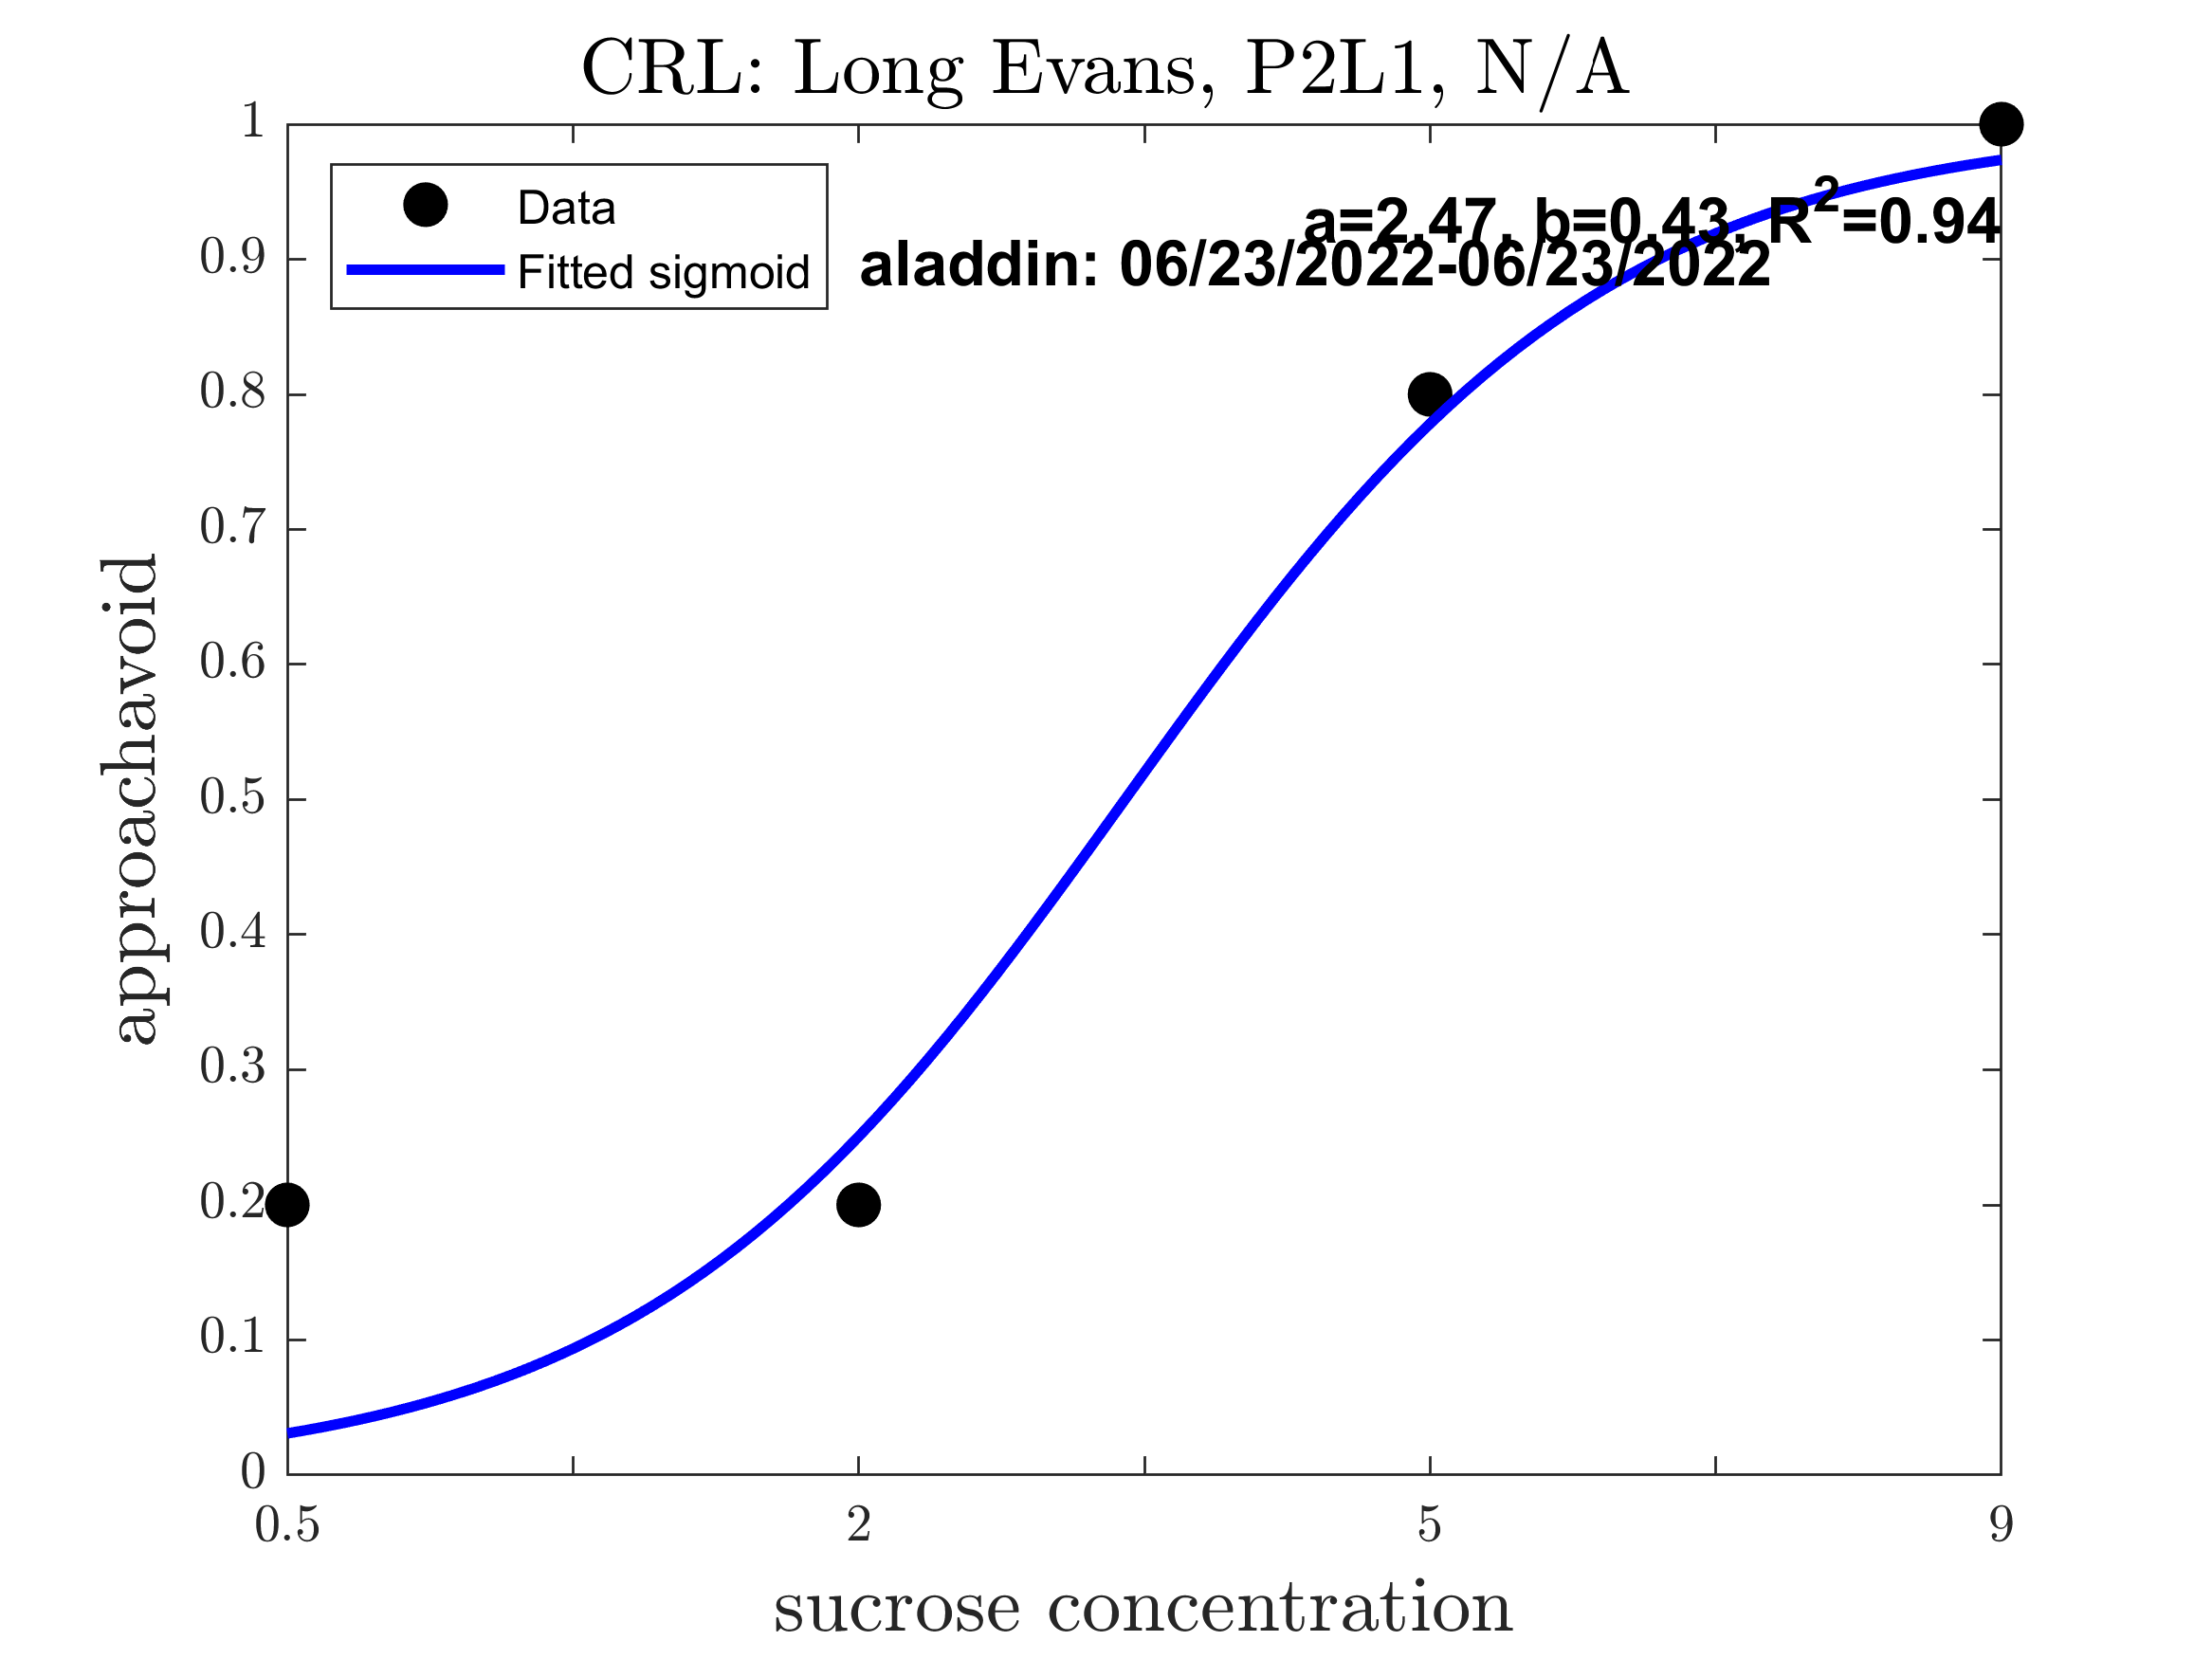 CRL: Long Evans, P2L1, N/A
1
0.9
0.8
0.7
0.6
0.5
0.4
0.3
0.2
0.1
0
Data
Fitted sigmoid
a=2.47, b=0.43, R²=0.94
aladdin: 06/23/2022-06/23/2022
approachavoid
0.5 2 5 9
sucrose concentration